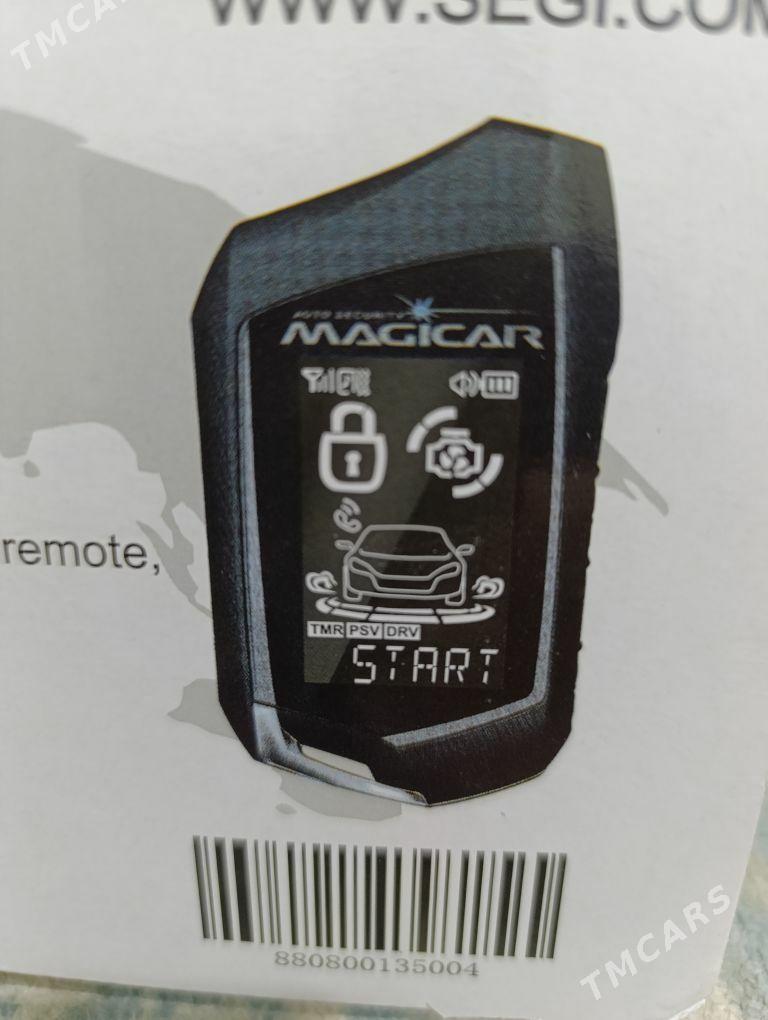 TMCARS
WWW.SEGI.COM
AUTO SECURITY
MAGICAR
remote,
TMR PSV DRV
START
880800135004
TMCARS